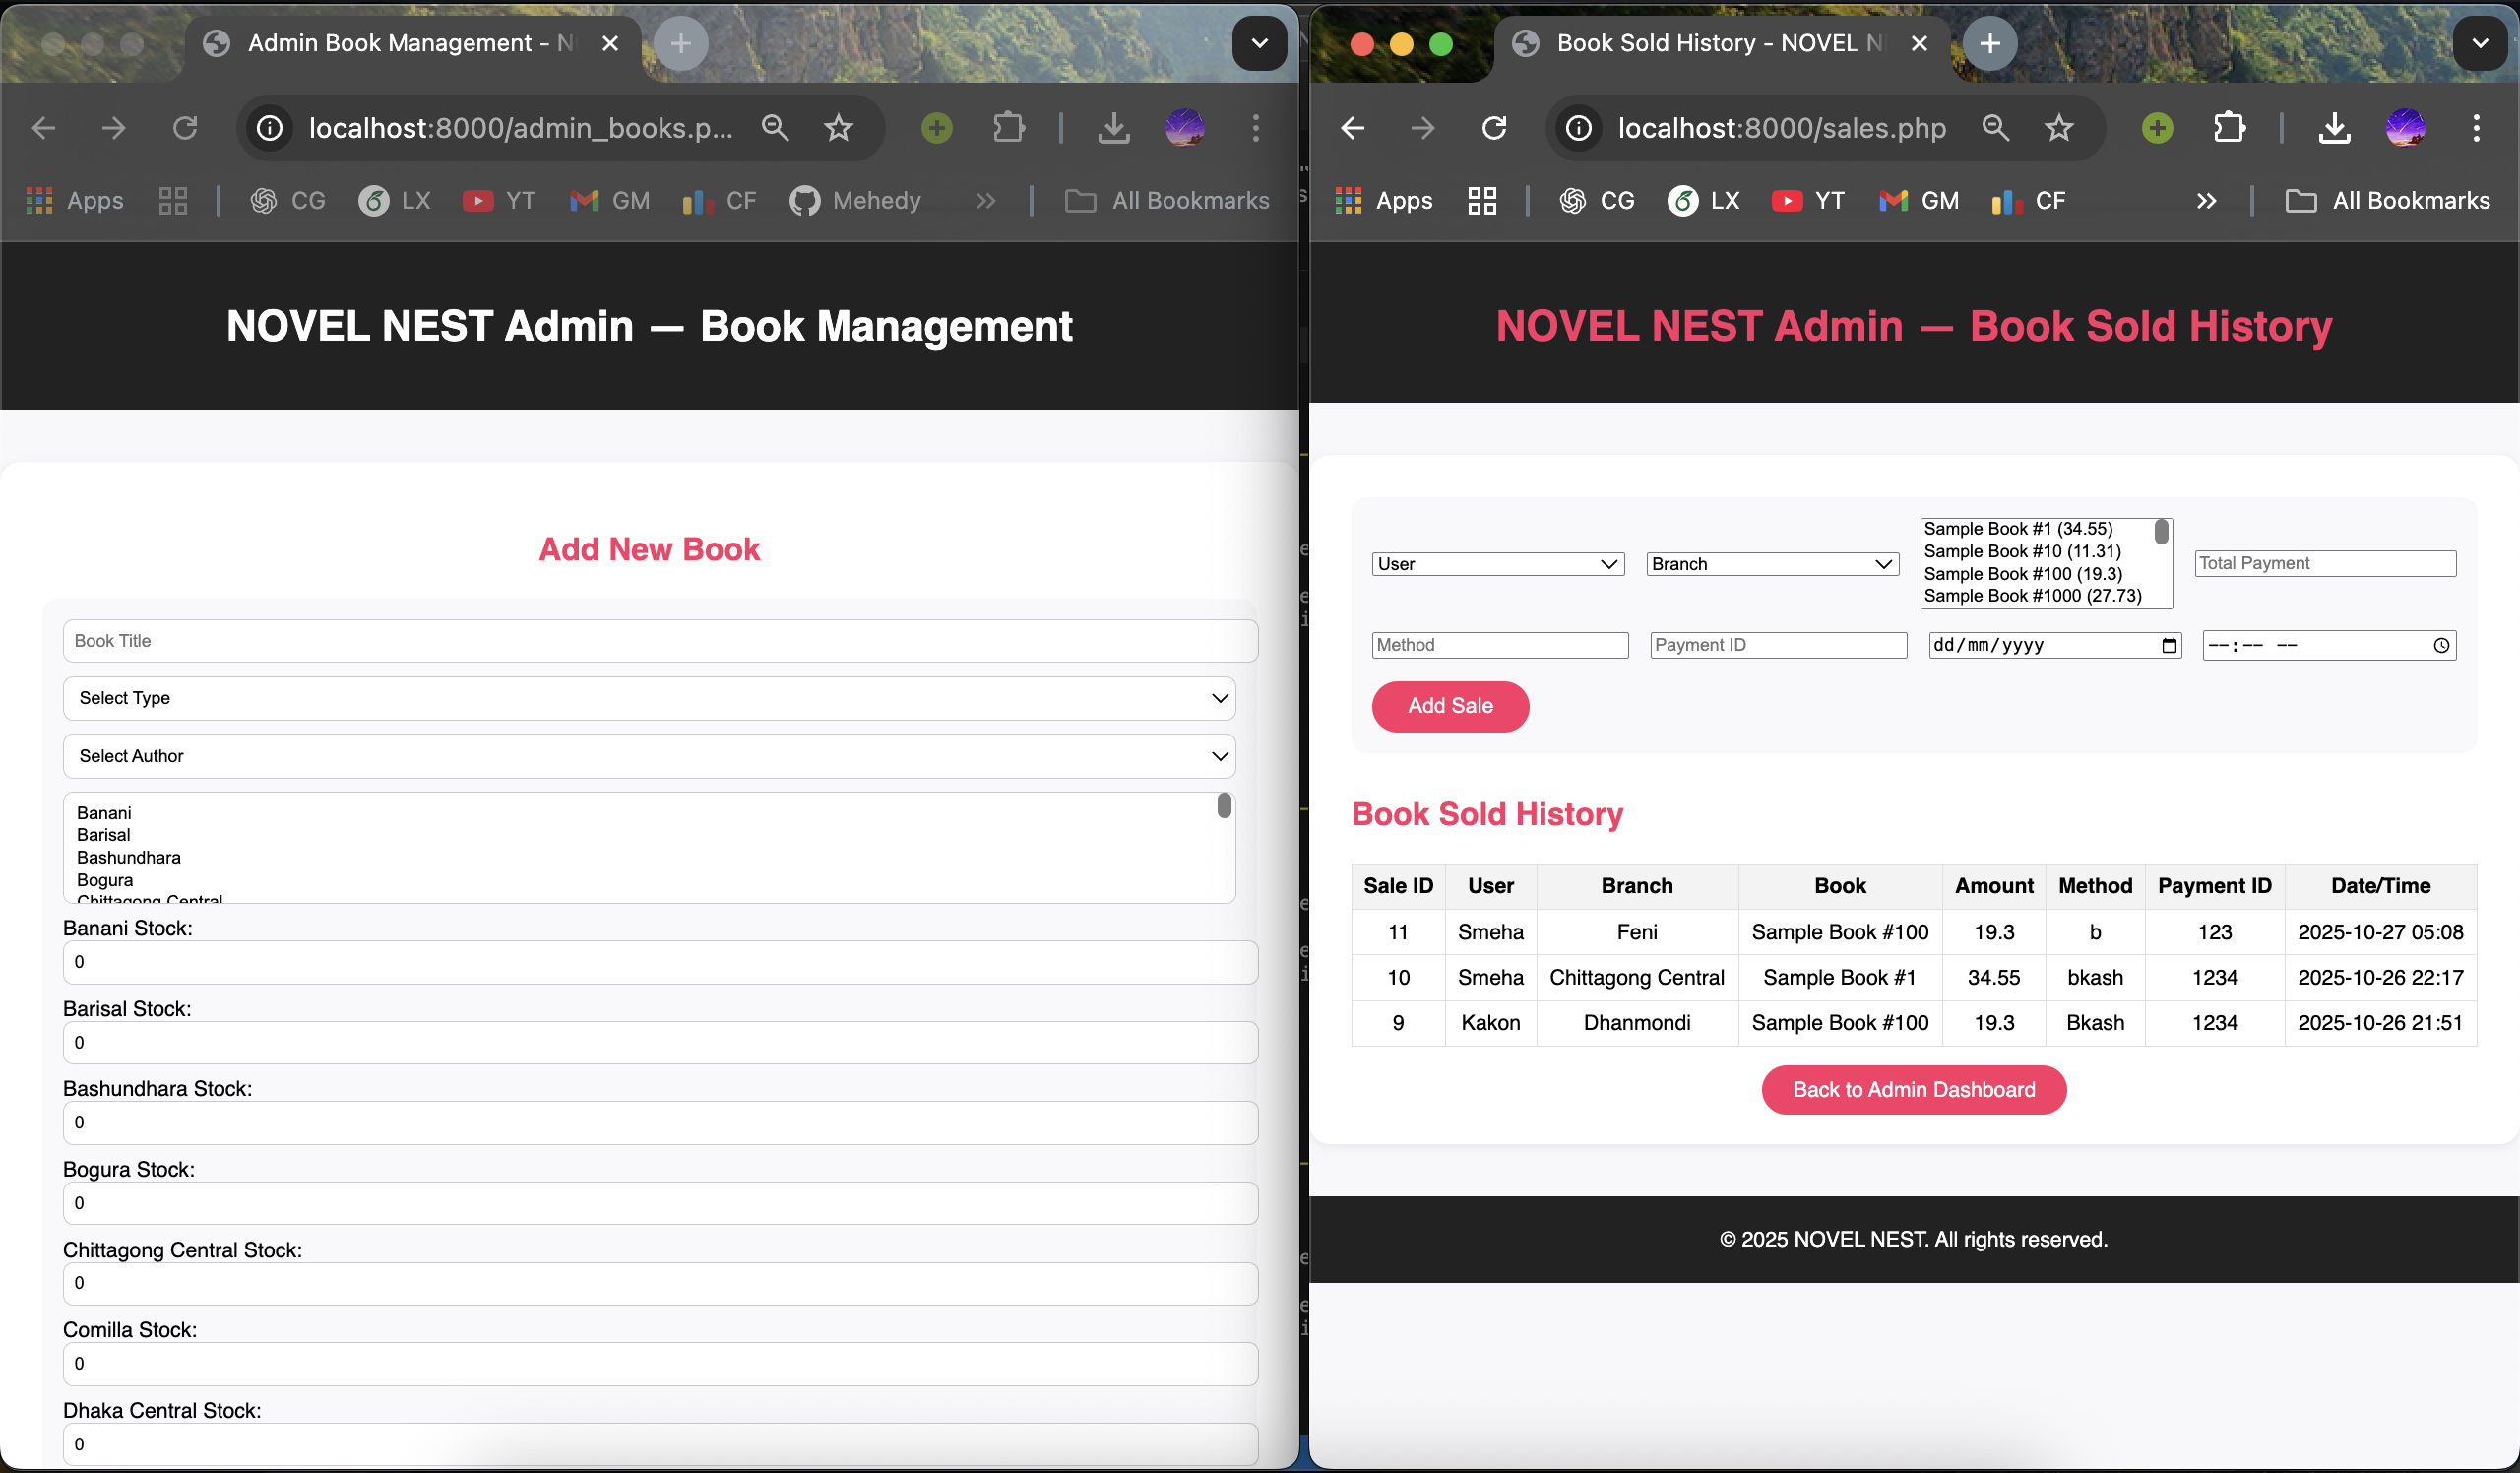 Admin Book Management - N
localhost:8000/admin_books.p...
Apps CG LX YT GM CF Mehedy » All Bookmarks
NOVEL NEST Admin — Book Management
Add New Book
Book Title
Select Type
Select Author
Banani
Barisal
Bashundhara
Bogura
Chittagong Central
Banani Stock:
0
Barisal Stock:
0
Bashundhara Stock:
0
Bogura Stock:
0
Chittagong Central Stock:
0
Comilla Stock:
0
Dhaka Central Stock:
0
Book Sold History - NOVEL N
localhost:8000/sales.php
Apps CG LX YT GM CF » All Bookmarks
NOVEL NEST Admin — Book Sold History
User Branch
Sample Book #1 (34.55)
Sample Book #10 (11.31)
Sample Book #100 (19.3)
Sample Book #1000 (27.73)
Total Payment
Method Payment ID dd/mm/yyyy --:-- --
Add Sale
Book Sold History
Sale ID User Branch Book Amount Method Payment ID Date/Time
11 Smeha Feni Sample Book #100 19.3 b 123 2025-10-27 05:08
10 Smeha Chittagong Central Sample Book #1 34.55 bkash 1234 2025-10-26 22:17
9 Kakon Dhanmondi Sample Book #100 19.3 Bkash 1234 2025-10-26 21:51
Back to Admin Dashboard
© 2025 NOVEL NEST. All rights reserved.